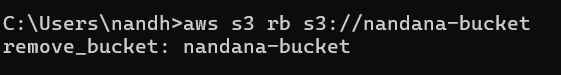 C:\Users\nandh>aws s3 rb s3://nandana-bucket
remove_bucket: nandana-bucket